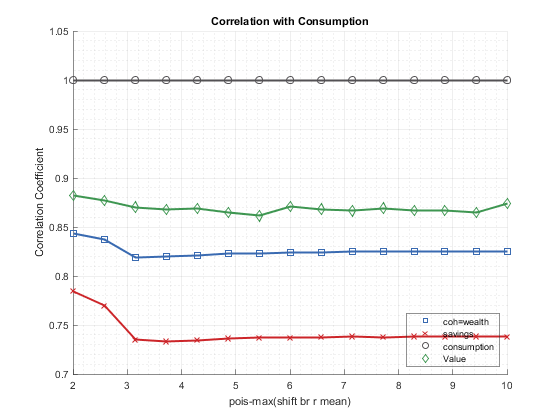 Correlation with Consumption
1.05
1
0.95
0.9
0.85
0.8
0.75
0.7
Correlation Coefficient
2
3
4
5
6
7
8
9
10
pois-max(shift br r mean)
coh=wealth
savings
consumption
Value